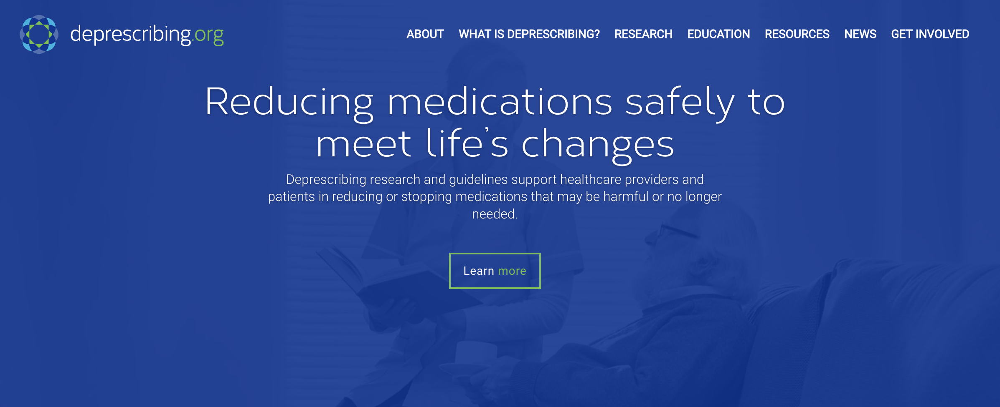 deprescribing.org
ABOUT WHAT IS DEPRESCRIBING? RESEARCH EDUCATION RESOURCES NEWS GET INVOLVED
Reducing medications safely to
meet life's changes
Deprescribing research and guidelines support healthcare providers and
patients in reducing or stopping medications that may be harmful or no longer
needed.
Learn more